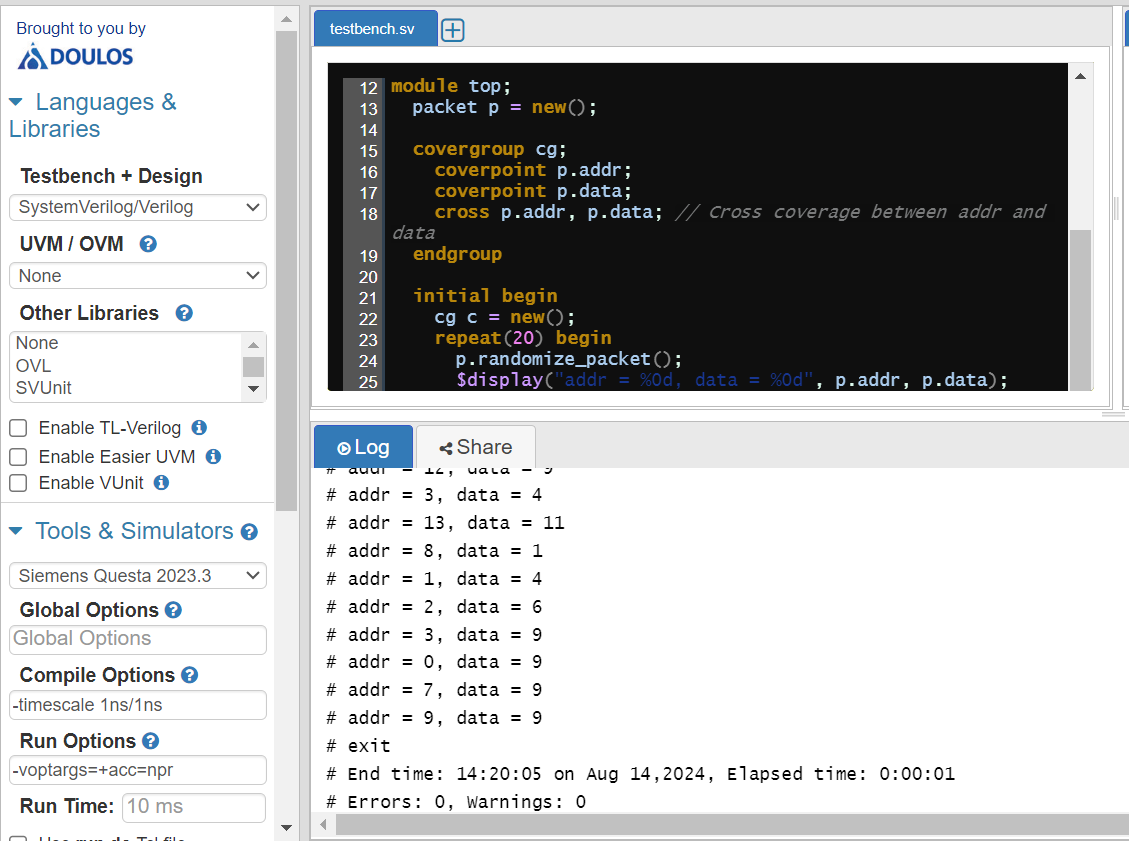 Brought to you by
DOULOS
Languages &
Libraries
Testbench + Design
SystemVerilog/Verilog
UVM / OVM ?
None
Other Libraries ?
None
OVL
SVUnit
Enable TL-Verilog i
Enable Easier UVM i
Enable VUnit i
Tools & Simulators ?
Siemens Questa 2023.3
Global Options ?
Global Options
Compile Options ?
-timescale 1ns/1ns
Run Options ?
-voptargs=+acc=npr
Run Time: 10 ms
testbench.sv
12 module top;
13 packet p = new();
14
15 covergroup cg;
16 coverpoint p.addr;
17 coverpoint p.data;
18 cross p.addr, p.data; // Cross coverage between addr and
data
19 endgroup
20
21 initial begin
22 cg c = new();
23 repeat(20) begin
24 p.randomize_packet();
25 $display("addr = %0d, data = %0d", p.addr, p.data);
Log Share
# addr = 12, data = 9
# addr = 3, data = 4
# addr = 13, data = 11
# addr = 8, data = 1
# addr = 1, data = 4
# addr = 2, data = 6
# addr = 3, data = 9
# addr = 0, data = 9
# addr = 7, data = 9
# addr = 9, data = 9
# exit
# End time: 14:20:05 on Aug 14,2024, Elapsed time: 0:00:01
# Errors: 0, Warnings: 0